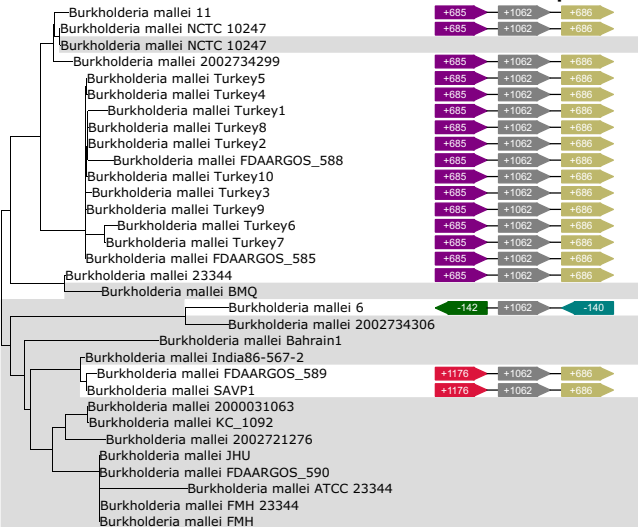 Burkholderia mallei 11 +685 +1062 +686
Burkholderia mallei NCTC 10247 +685 +1062 +686
Burkholderia mallei NCTC 10247
Burkholderia mallei 2002734299 +685 +1062 +686
Burkholderia mallei Turkey5 +685 +1062 +686
Burkholderia mallei Turkey4 +685 +1062 +686
Burkholderia mallei Turkey1 +685 +1062 +686
Burkholderia mallei Turkey8 +685 +1062 +686
Burkholderia mallei Turkey2 +685 +1062 +686
Burkholderia mallei FDAARGOS_588 +685 +1062 +686
Burkholderia mallei Turkey10 +685 +1062 +686
Burkholderia mallei Turkey3 +685 +1062 +686
Burkholderia mallei Turkey9 +685 +1062 +686
Burkholderia mallei Turkey6 +685 +1062 +686
Burkholderia mallei Turkey7 +685 +1062 +686
Burkholderia mallei FDAARGOS_585 +685 +1062 +686
Burkholderia mallei 23344 +685 +1062 +686
Burkholderia mallei BMQ
Burkholderia mallei 6 -142 +1062 -140
Burkholderia mallei 2002734306
Burkholderia mallei Bahrain1
Burkholderia mallei India86-567-2
Burkholderia mallei FDAARGOS_589 +1176 +1062 +686
Burkholderia mallei SAVP1 +1176 +1062 +686
Burkholderia mallei 2000031063
Burkholderia mallei KC_1092
Burkholderia mallei 2002721276
Burkholderia mallei JHU
Burkholderia mallei FDAARGOS_590
Burkholderia mallei ATCC 23344
Burkholderia mallei FMH 23344
Burkholderia mallei FMH